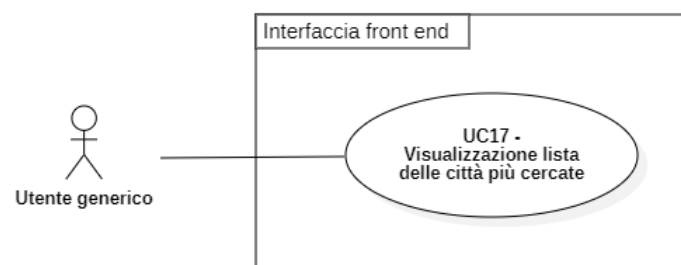 Interfaccia front end
UC17 -
Visualizzazione lista
delle città più cercate
Utente generico